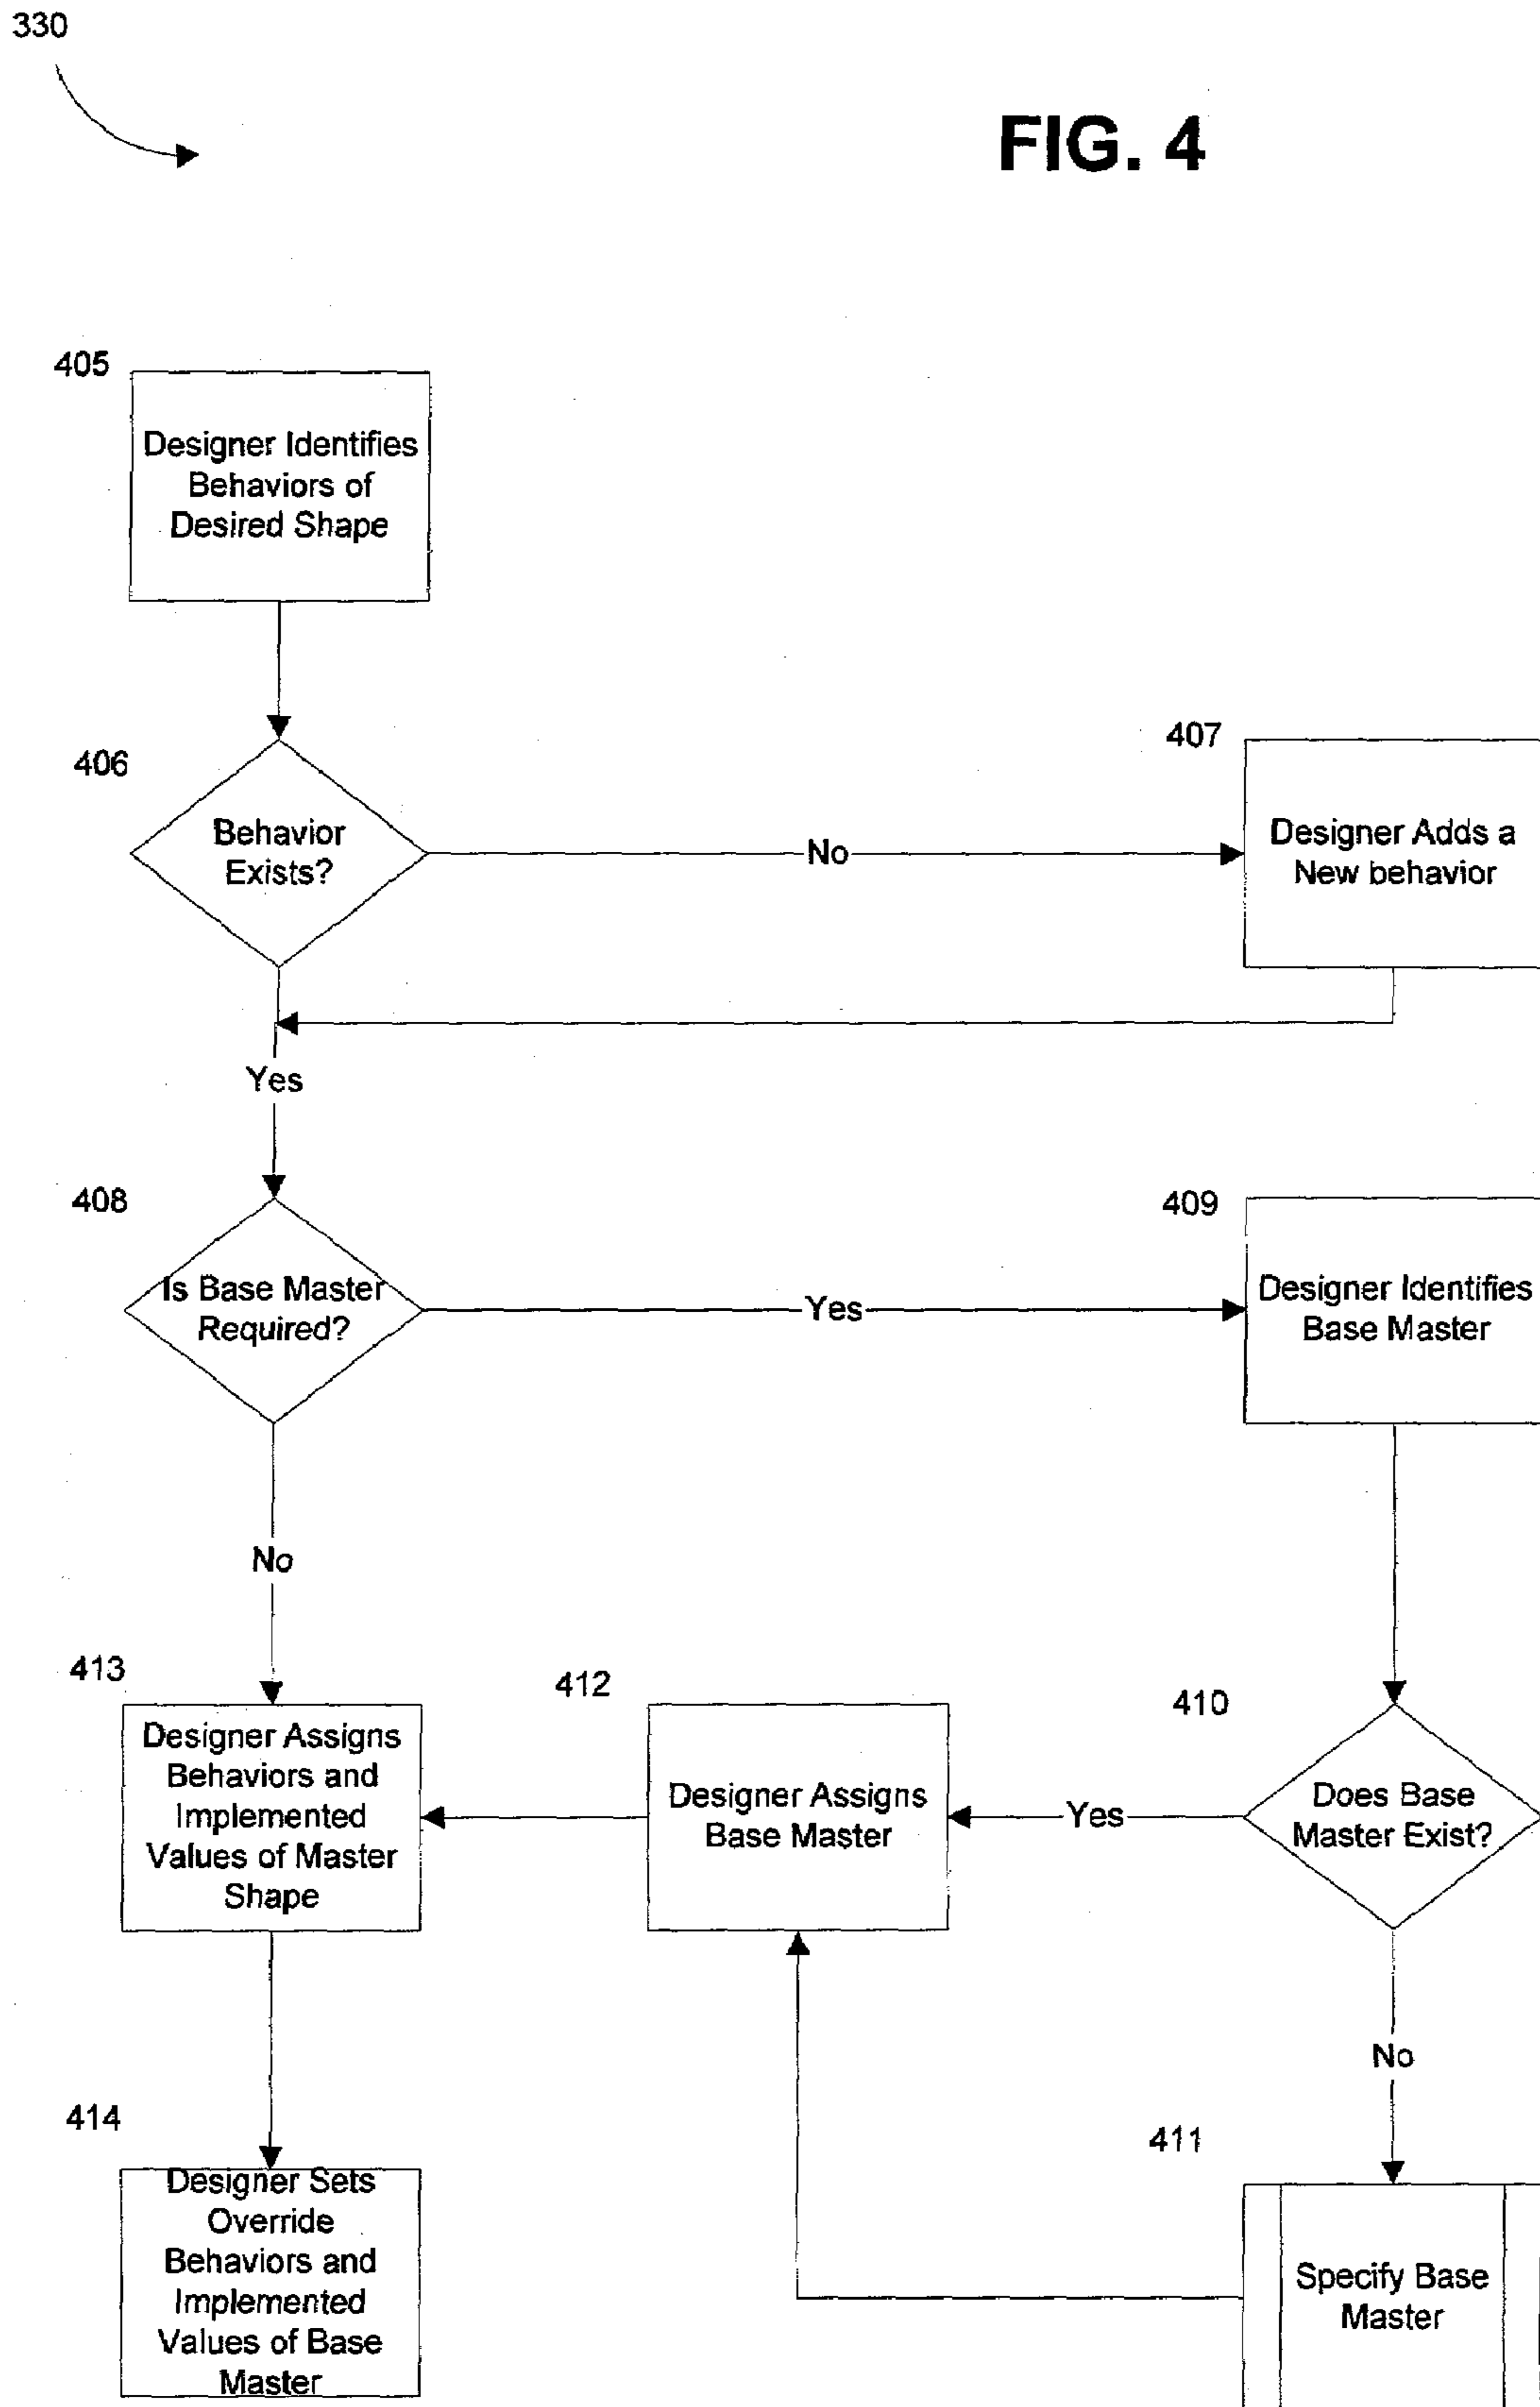 330
FIG. 4
405
Designer Identifies
Behaviors of
Desired Shape
406
Behavior
Exists?
No
407
Designer Adds a
New behavior
Yes
408
Is Base Master
Required?
Yes
409
Designer Identifies
Base Master
No
413
Designer Assigns
Behaviors and
Implemented
Values of Master
Shape
412
Designer Assigns
Base Master
Yes
410
Does Base
Master Exist?
No
414
Designer Sets
Override
Behaviors and
Implemented
Values of Base
Master
411
Specify Base
Master